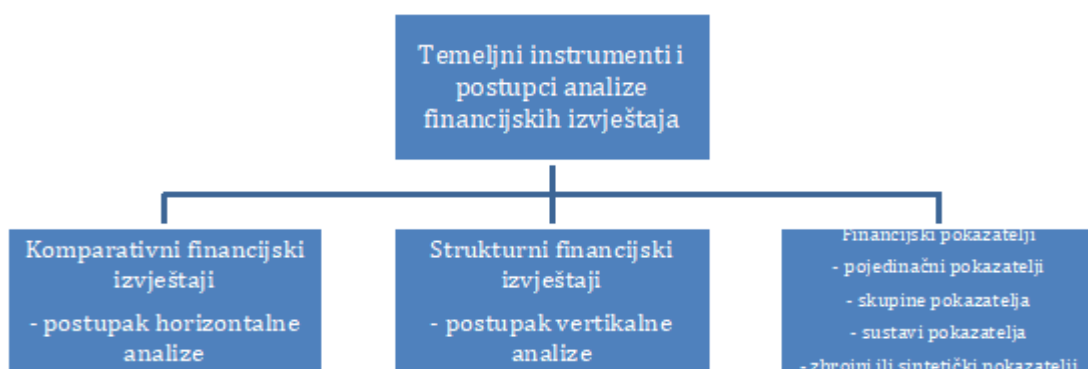 Temeljni instrumenti i
postupci analize
financijskih izvještaja
Komparativni financijski
izvještaji
- postupak horizontalne
analize
Strukturni financijski
izvještaji
- postupak vertikalne
analize
Financijski pokazatelji
- pojedinačni pokazatelji
- skupine pokazatelja
- sustavi pokazatelja
- zbrojni ili sintetički pokazatelji